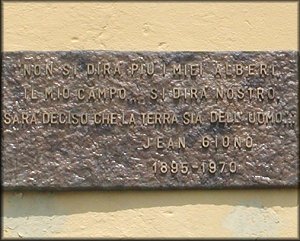 "NON SI DIRÀ PIÙ I MIEI ALBERI,
IL MIO CAMPO... SI DIRÀ NOSTRO.
SARÀ DECISO CHE LA TERRA SIA DELL'UOMO..."
JEAN GIONO
1895-1970